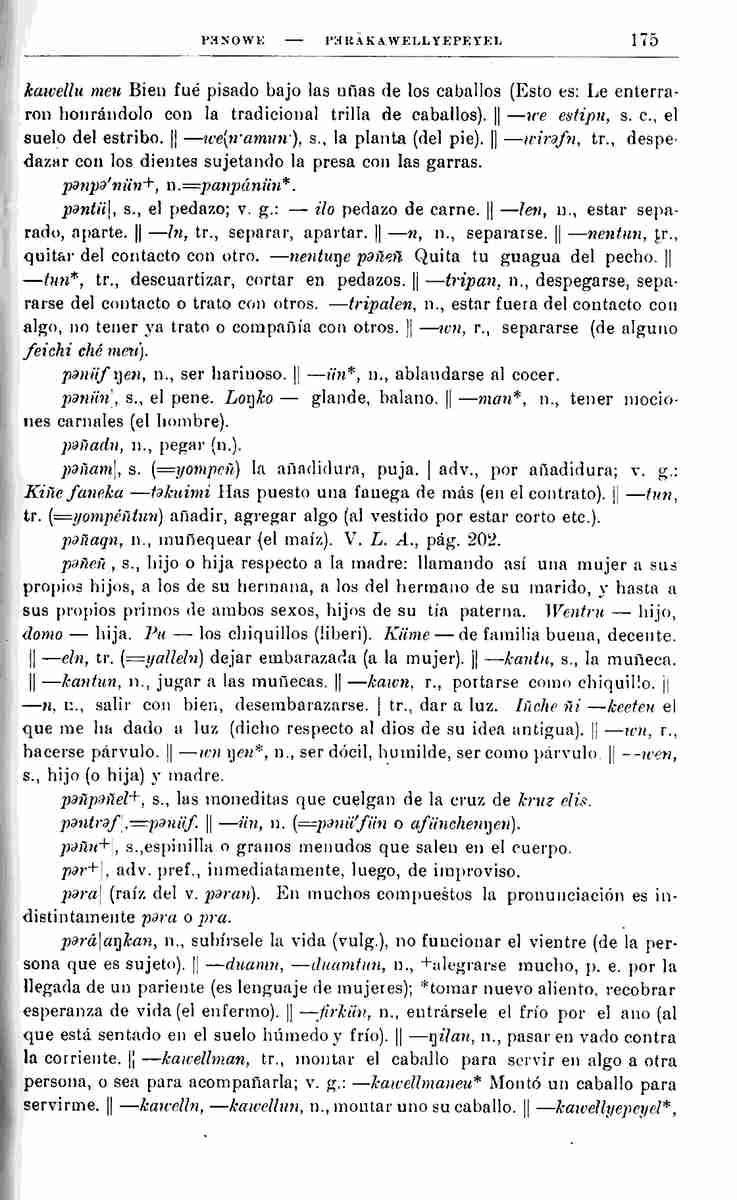 PƏNOWE — PƏRÀKAWELLYEPEYEL 175
kawellu meu Bien fué pisado bajo las uñas de los caballos (Esto es: Le enterra-
ron honrándolo con la tradicional trilla de caballos). || —we estipu, s. c., el
suelo del estribo. || —we(n·amun·), s., la planta (del pie). || —wirəfn, tr., despe-
dazar con los dientes sujetando la presa con las garras.
pənpə'nün+, n.=panpánün*.
pəntü|, s., el pedazo; v. g.: — ilo pedazo de carne. || —len, n., estar sepa-
rado, aparte. || —ln, tr., separar, apartar. || —n, n., separarse. || —nentun, tr.,
quitar del contacto con otro. —nentuŋe pəñeñ Quita tu guagua del pecho. ||
—tun*, tr., descuartizar, cortar en pedazos. || —tripan, n., despegarse, sepa-
rarse del contacto o trato con otros. —tripalen, n., estar fuera del contacto con
algo, no tener ya trato o compañía con otros. || —wn, r., separarse (de alguno
feichi ché meu).
pənüf ŋen, n., ser harinoso. || —ün*, n., ablandarse al cocer.
pənün·, s., el pene. Loŋko — glande, balano. || —man*, n., tener mocio-
nes carnales (el hombre).
pəñadn, n., pegar (n.).
pəñam|, s. (=yompeñ) la añadidura, puja. | adv., por añadidura; v. g.:
Kiñe faneka —təkuimi Has puesto una fanega de más (en el contrato). || —tun,
tr. (=yompéñtun) añadir, agregar algo (al vestido por estar corto etc.).
pəñaqn, n., muñequear (el maíz). V. L. A., pág. 202.
pəñeñ , s., hijo o hija respecto a la madre: llamando así una mujer a sus
propios hijos, a los de su hermana, a los del hermano de su marido, y hasta a
sus propios primos de ambos sexos, hijos de su tía paterna. Wentru — hijo,
domo — hija. Pu — los chiquillos (liberi). Küme — de familia buena, decente.
|| —eln, tr. (=yalleln) dejar embarazada (a la mujer). || —kantu, s., la muñeca.
|| —kantun, n., jugar a las muñecas. || —kawn, r., portarse como chiquillo. ||
—n, n., salir con bien, desembarazarse. | tr., dar a luz. Iñche ñi —keeteu el
que me ha dado a luz (dicho respecto al dios de su idea antigua). || —wn, r.,
hacerse párvulo. || —wn ŋen*, n., ser dócil, humilde, ser como párvulo. || —wen,
s., hijo (o hija) y madre.
pəñpəñel+, s., las moneditas que cuelgan de la cruz de kruz elis.
pəntrəf|,=pənüf. || —ün, n. (=pənü'fün o afünchenŋen).
pəñu+|, s.,espinilla o granos menudos que salen en el cuerpo.
pər+|, adv. pref., inmediatamente, luego, de improviso.
pəra| (raíz del v. pəran). En muchos compuestos la pronunciación es in-
distintamente pəra o pra.
pərá|aŋkan, n., subírsele la vida (vulg.), no funcionar el vientre (de la per-
sona que es sujeto). || —duamn, —duamtun, n., +alegrarse mucho, p. e. por la
llegada de un pariente (es lenguaje de mujeres); *tomar nuevo aliento, recobrar
esperanza de vida (el enfermo). || —firkün, n., entrársele el frío por el ano (al
que está sentado en el suelo húmedo y frío). || —ŋilan, n., pasar en vado contra
la corriente. || —kawellman, tr., montar el caballo para servir en algo a otra
persona, o sea para acompañarla; v. g.: —kawellmaneu* Montó un caballo para
servirme. || —kawelln, —kawellun, n., montar uno su caballo. || —kawellyepeyel*,